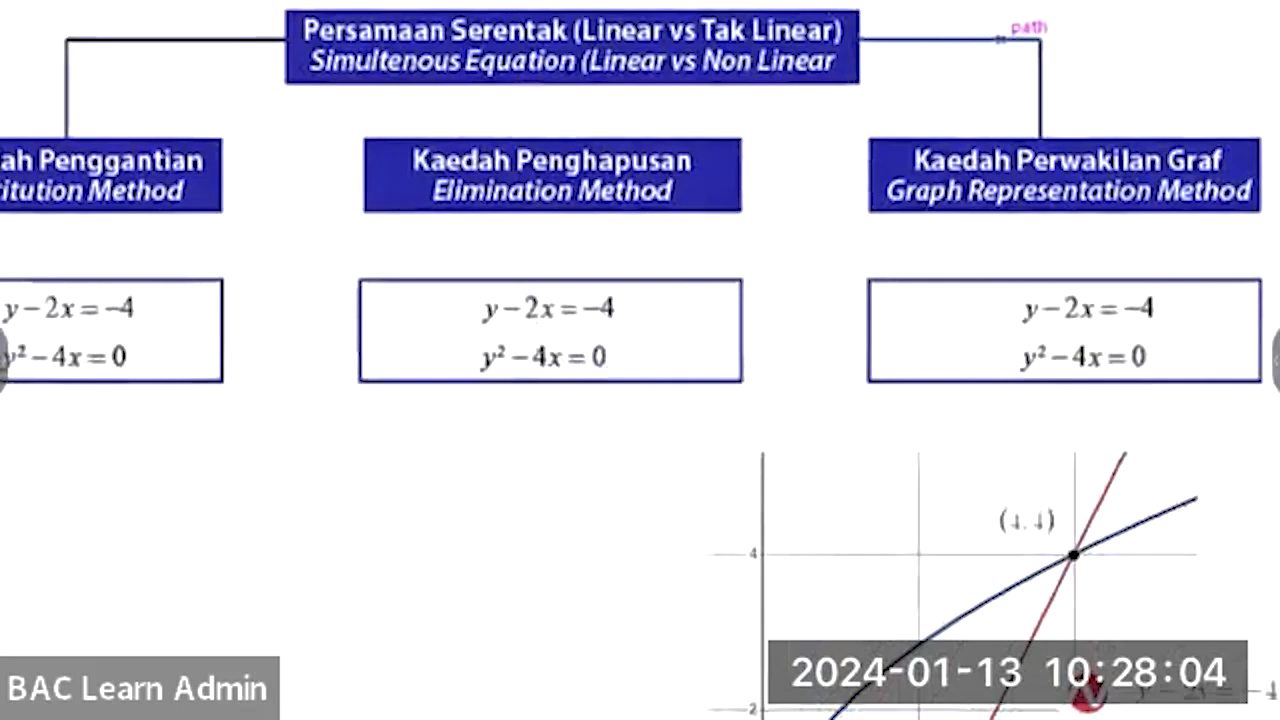 Persamaan Serentak (Linear vs Tak Linear)
Simultenous Equation (Linear vs Non Linear
path
ah Penggantian
titution Method
Kaedah Penghapusan
Elimination Method
Kaedah Perwakilan Graf
Graph Representation Method
y – 2x = –4
y² – 4x = 0
y – 2x = –4
y² – 4x = 0
y – 2x = –4
y² – 4x = 0
(4, 4)
4
2
2024-01-13 10:28:04
BAC Learn Admin